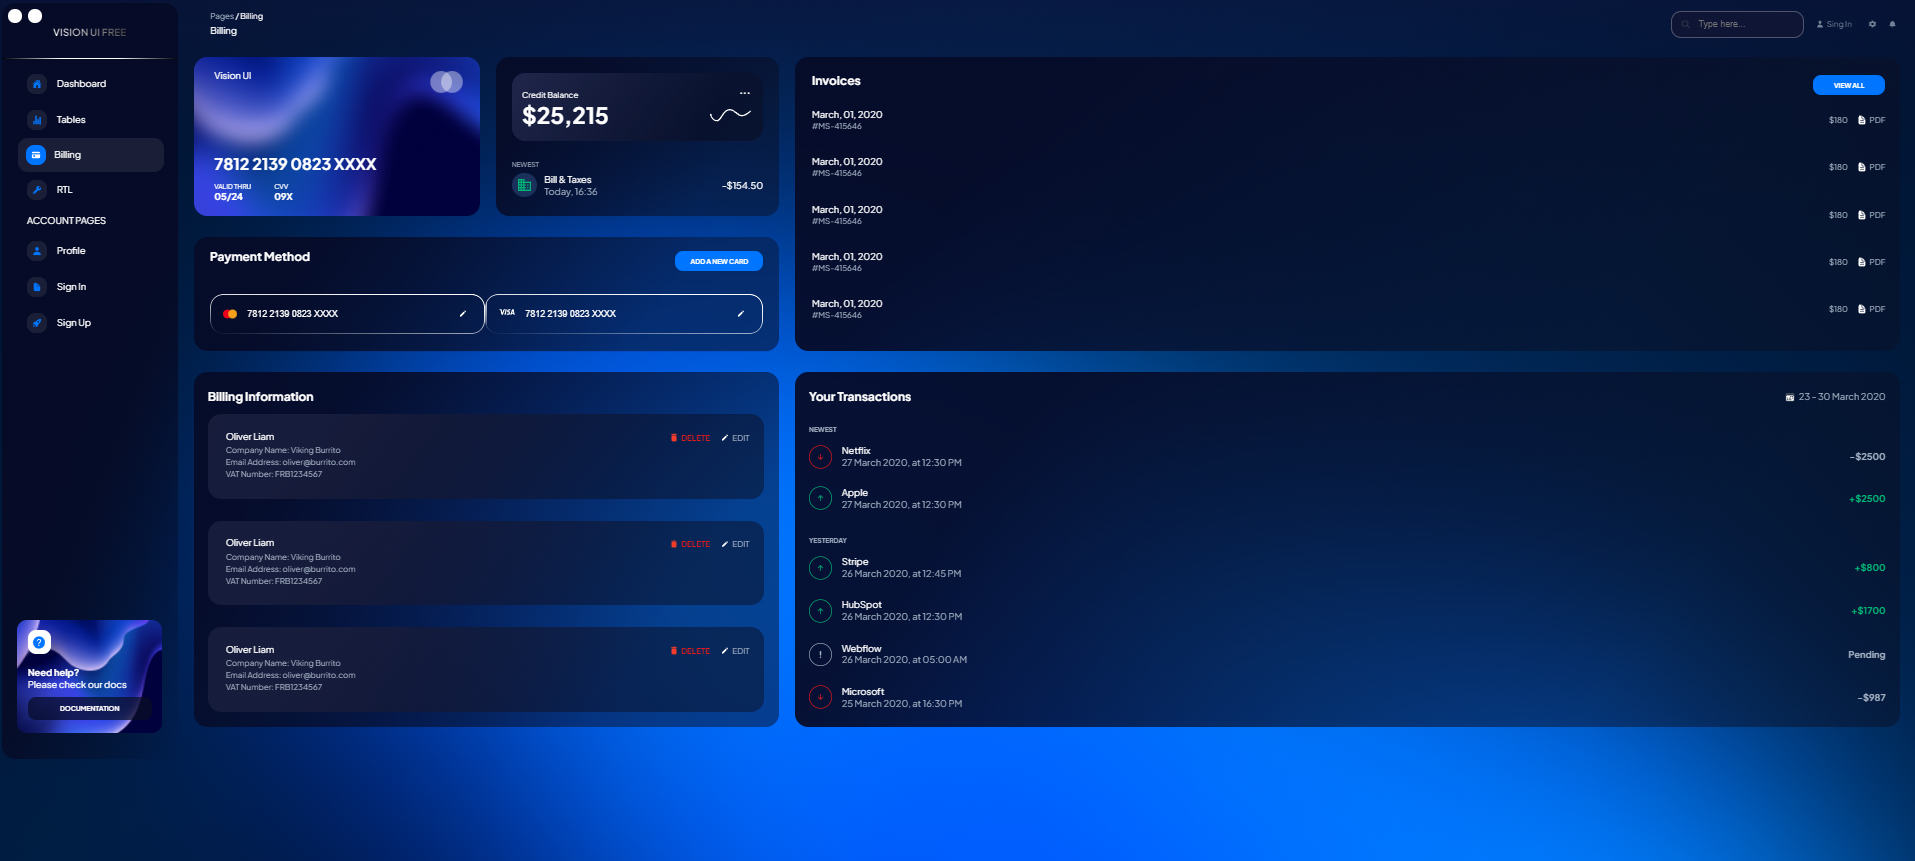 VISION UI FREE
Dashboard
Tables
Billing
RTL
ACCOUNT PAGES
Profile
Sign In
Sign Up
Need help?
Please check our docs
DOCUMENTATION
Pages / Billing
Billing
Type here...
Sing In
Vision UI
7812 2139 0823 XXXX
VALID THRU CVV
05/24 09X
Credit Balance
$25,215
NEWEST
Bill & Taxes
Today, 16:36
-$154.50
Payment Method
ADD A NEW CARD
7812 2139 0823 XXXX
VISA 7812 2139 0823 XXXX
Invoices
VIEW ALL
March, 01, 2020
#MS-415646
$180 PDF
March, 01, 2020
#MS-415646
$180 PDF
March, 01, 2020
#MS-415646
$180 PDF
March, 01, 2020
#MS-415646
$180 PDF
March, 01, 2020
#MS-415646
$180 PDF
Billing Information
Oliver Liam
DELETE EDIT
Company Name: Viking Burrito
Email Address: oliver@burrito.com
VAT Number: FRB1234567
Oliver Liam
DELETE EDIT
Company Name: Viking Burrito
Email Address: oliver@burrito.com
VAT Number: FRB1234567
Oliver Liam
DELETE EDIT
Company Name: Viking Burrito
Email Address: oliver@burrito.com
VAT Number: FRB1234567
Your Transactions
23 - 30 March 2020
NEWEST
Netflix
27 March 2020, at 12:30 PM
-$2500
Apple
27 March 2020, at 12:30 PM
+$2500
YESTERDAY
Stripe
26 March 2020, at 12:45 PM
+$800
HubSpot
26 March 2020, at 12:30 PM
+$1700
Webflow
26 March 2020, at 05:00 AM
Pending
Microsoft
25 March 2020, at 16:30 PM
-$987